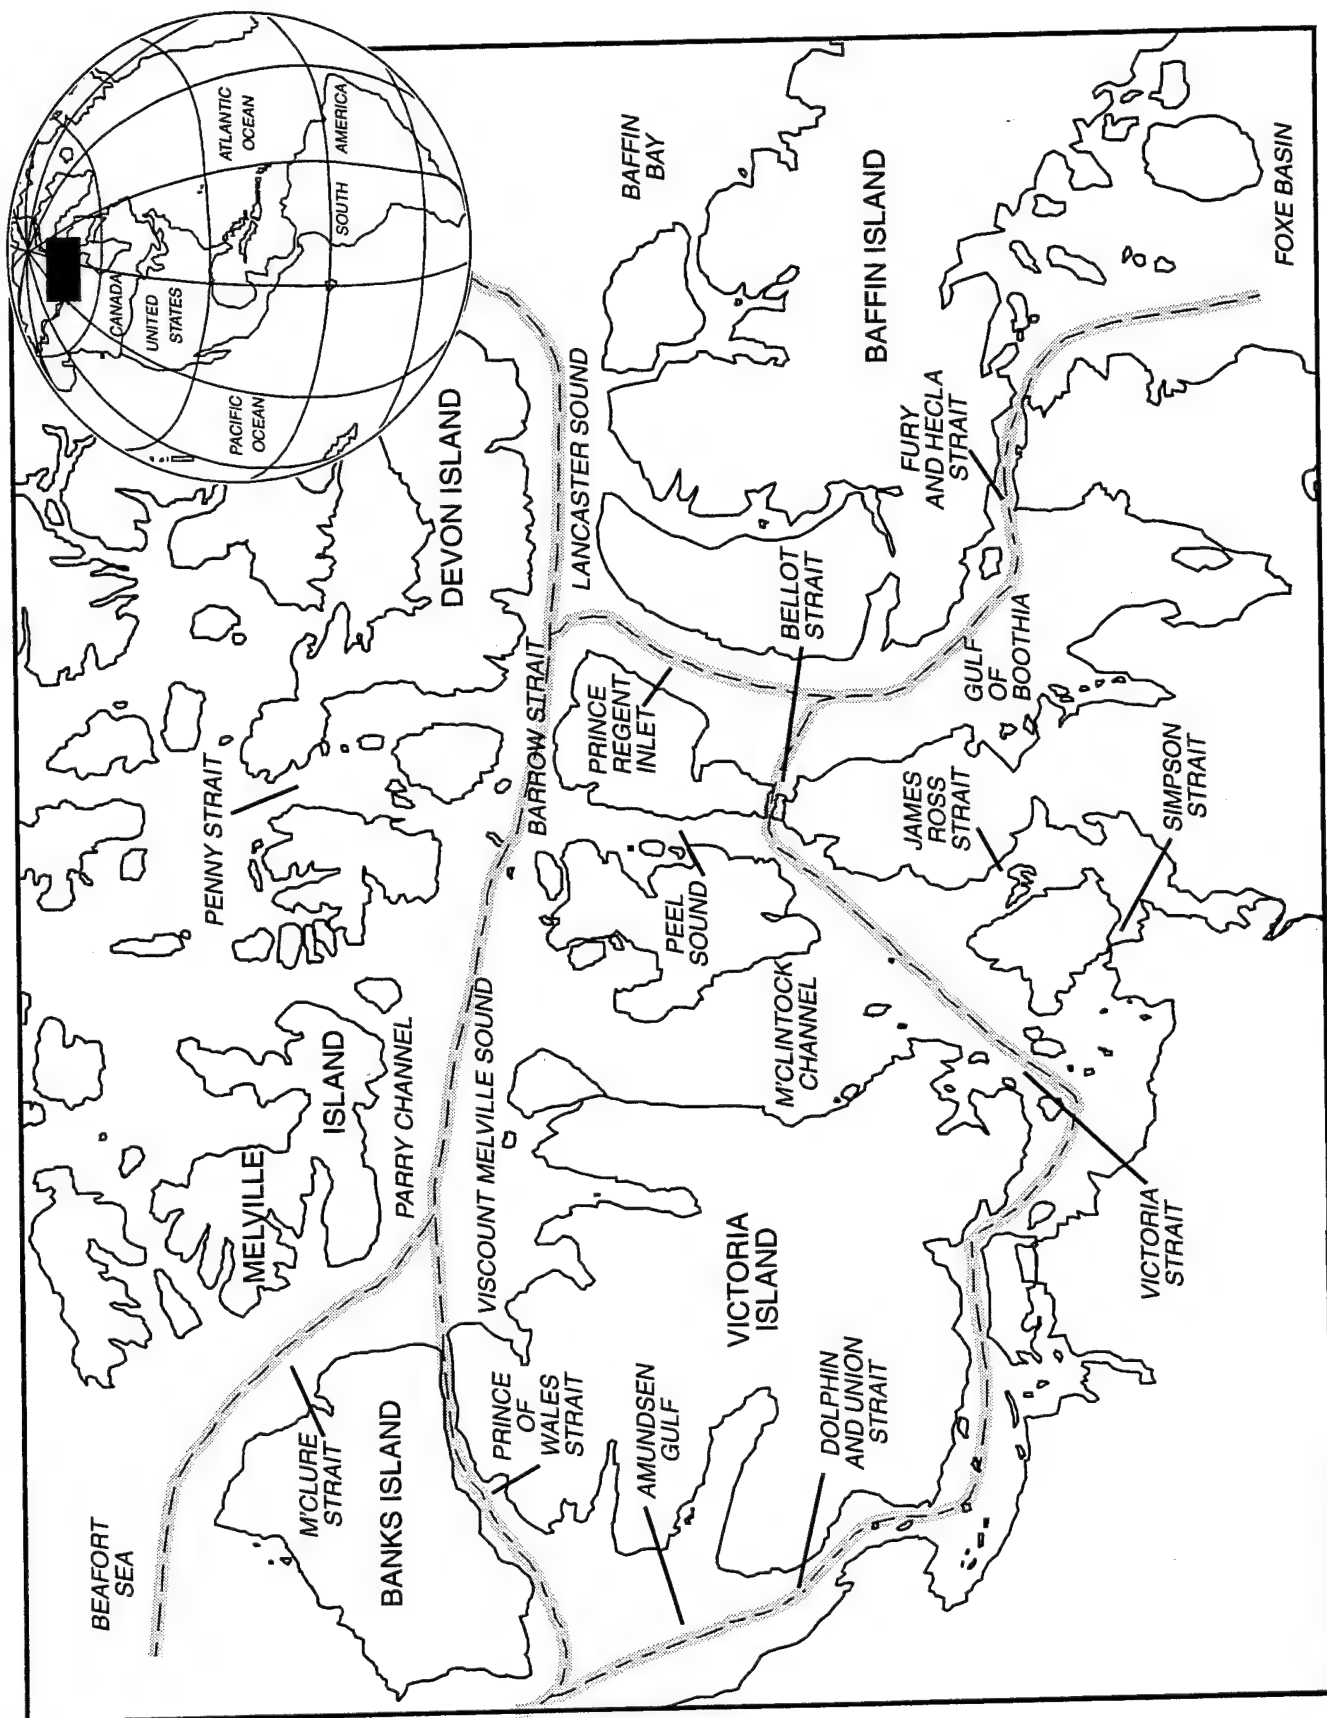 ATLANTIC
OCEAN
SOUTH AMERICA
CANADA
UNITED
STATES
PACIFIC
OCEAN
BEAFORT
SEA
M'CLURE
STRAIT
BANKS ISLAND
MELVILLE
ISLAND
PARRY CHANNEL
PENNY STRAIT
DEVON ISLAND
VISCOUNT MELVILLE SOUND
BARROW STRAIT
LANCASTER SOUND
BAFFIN
BAY
PRINCE
OF
WALES
STRAIT
AMUNDSEN
GULF
VICTORIA
ISLAND
DOLPHIN
AND UNION
STRAIT
M'CLINTOCK
CHANNEL
PEEL
SOUND
PRINCE
REGENT
INLET
BELLOT
STRAIT
BAFFIN ISLAND
FURY
AND HECLA
STRAIT
GULF
OF
BOOTHIA
JAMES
ROSS
STRAIT
VICTORIA
STRAIT
SIMPSON
STRAIT
FOXE BASIN